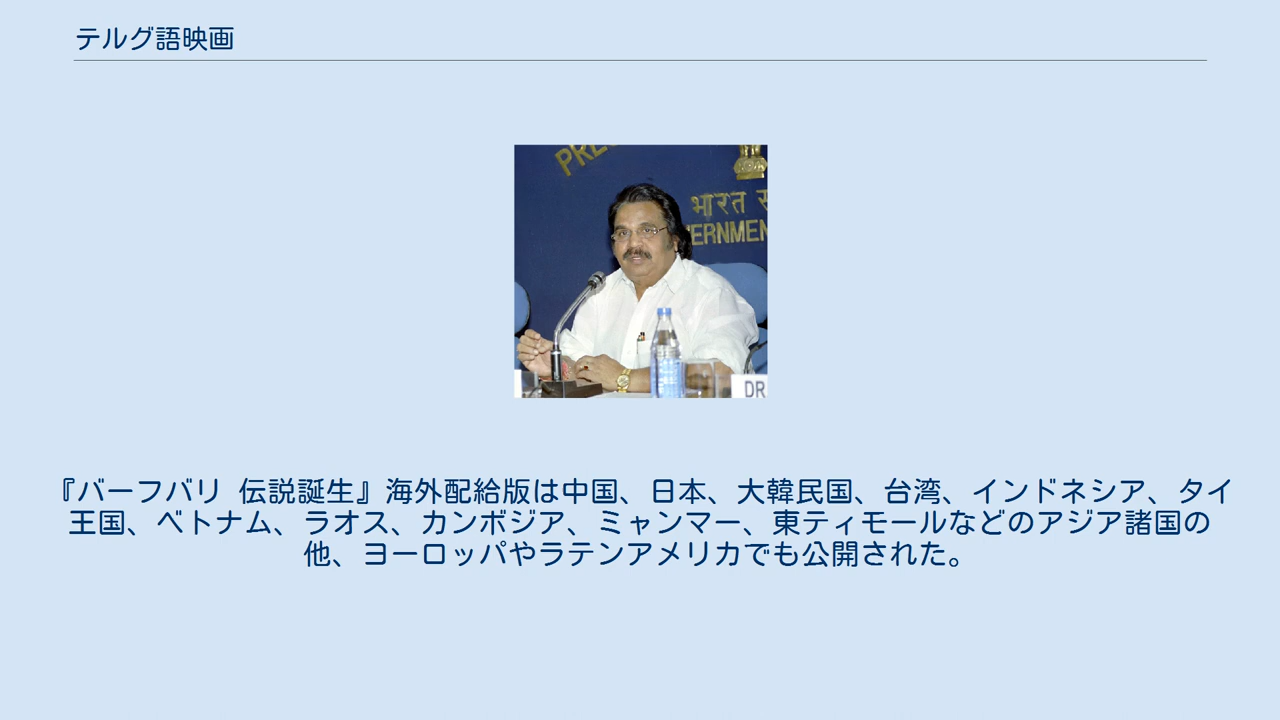 テルグ語映画
भारत स
ERNMEN
DR
『バーフバリ 伝説誕生』海外配給版は中国、日本、大韓民国、台湾、インドネシア、タイ
王国、ベトナム、ラオス、カンボジア、ミャンマー、東ティモールなどのアジア諸国の
他、ヨーロッパやラテンアメリカでも公開された。